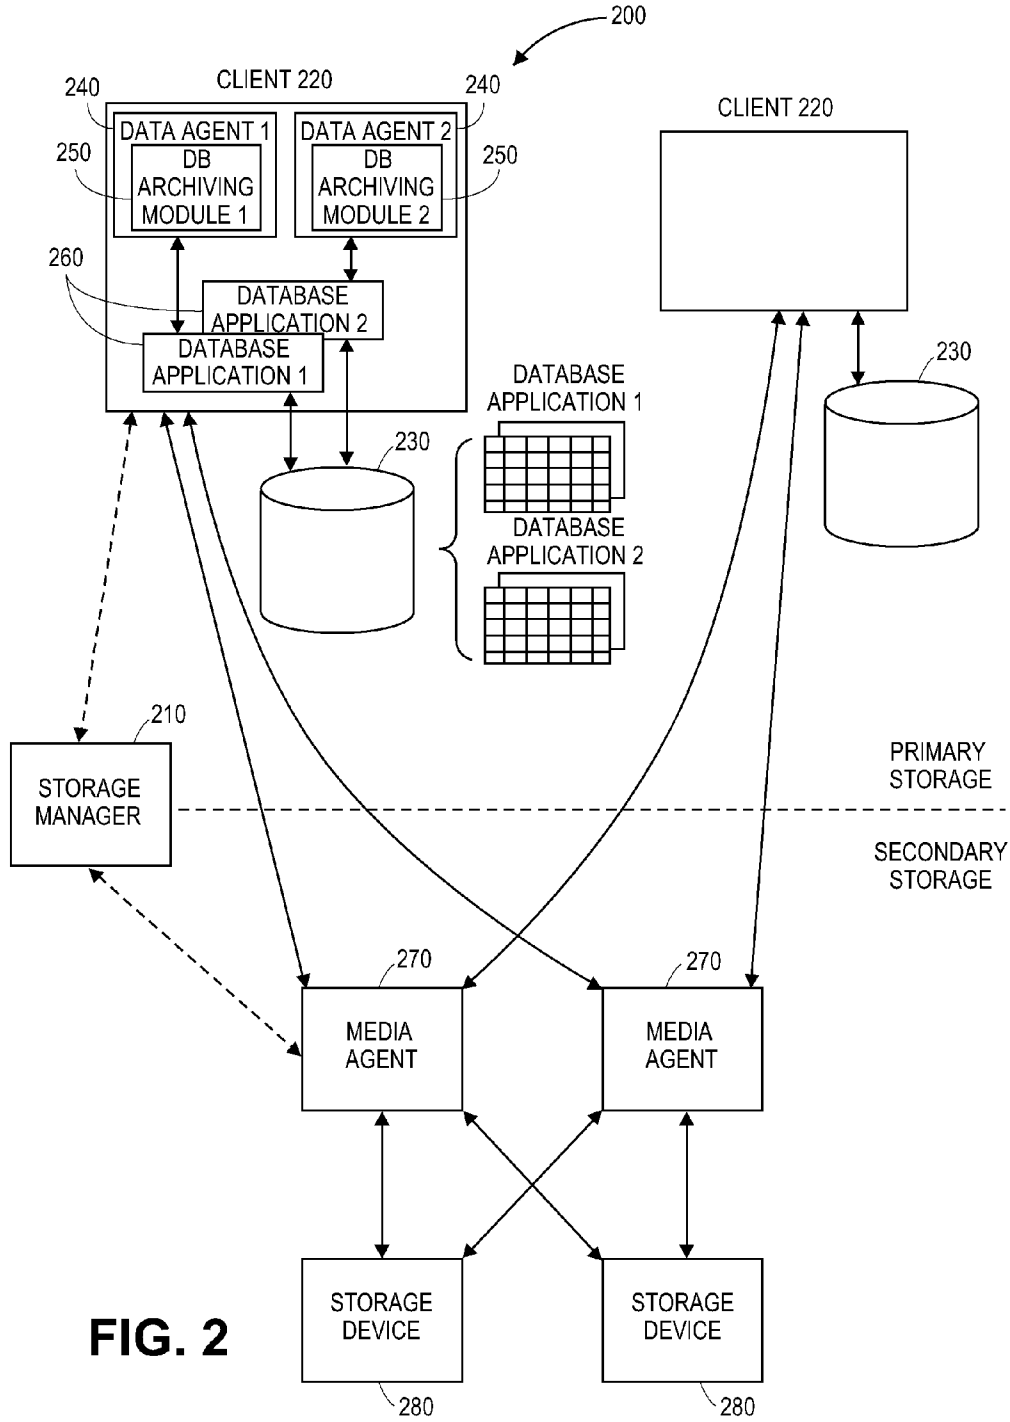 200
CLIENT 220
240
240
CLIENT 220
DATA AGENT 1
DATA AGENT 2
250
DB
ARCHIVING
MODULE 1
DB
ARCHIVING
MODULE 2
250
260
DATABASE
APPLICATION 2
DATABASE
APPLICATION 1
230
DATABASE
APPLICATION 1
230
DATABASE
APPLICATION 2
210
STORAGE
MANAGER
PRIMARY
STORAGE
SECONDARY
STORAGE
270
270
MEDIA
AGENT
MEDIA
AGENT
STORAGE
DEVICE
STORAGE
DEVICE
FIG. 2
280
280